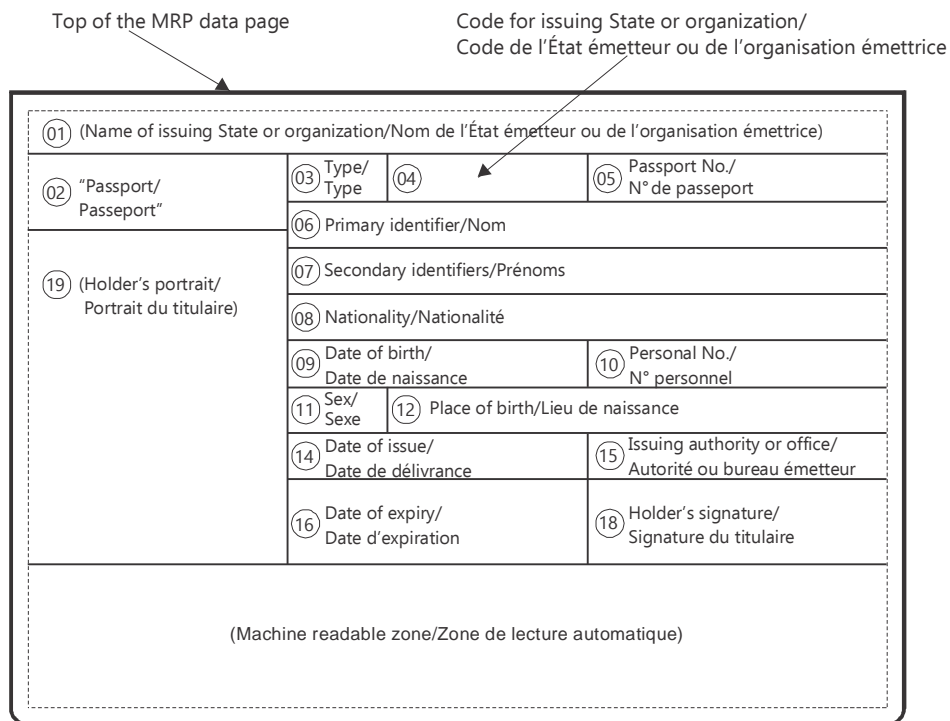 Top of the MRP data page
Code for issuing State or organization/
Code de l'État émetteur ou de l'organisation émettrice
01 (Name of issuing State or organization/Nom de l'État émetteur ou de l'organisation émettrice)
02 "Passport/
Passeport"
03 Type/
Type
04
05 Passport No./
N° de passeport
06 Primary identifier/Nom
07 Secondary identifiers/Prénoms
19 (Holder's portrait/
Portrait du titulaire)
08 Nationality/Nationalité
09 Date of birth/
Date de naissance
10 Personal No./
N° personnel
11 Sex/
Sexe
12 Place of birth/Lieu de naissance
14 Date of issue/
Date de délivrance
15 Issuing authority or office/
Autorité ou bureau émetteur
16 Date of expiry/
Date d'expiration
18 Holder's signature/
Signature du titulaire
(Machine readable zone/Zone de lecture automatique)